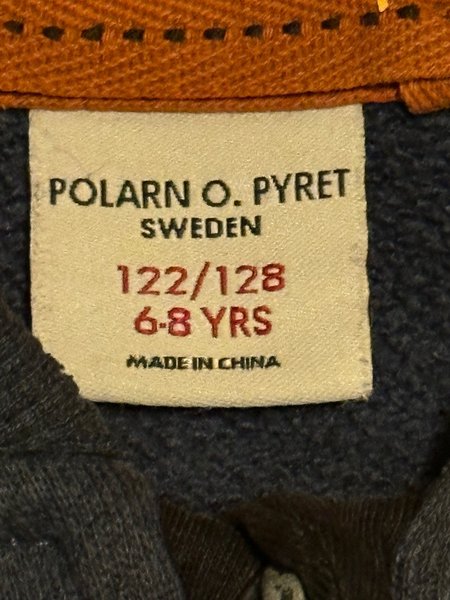 POLARN O. PYRET
SWEDEN
122/128
6-8 YRS
MADE IN CHINA